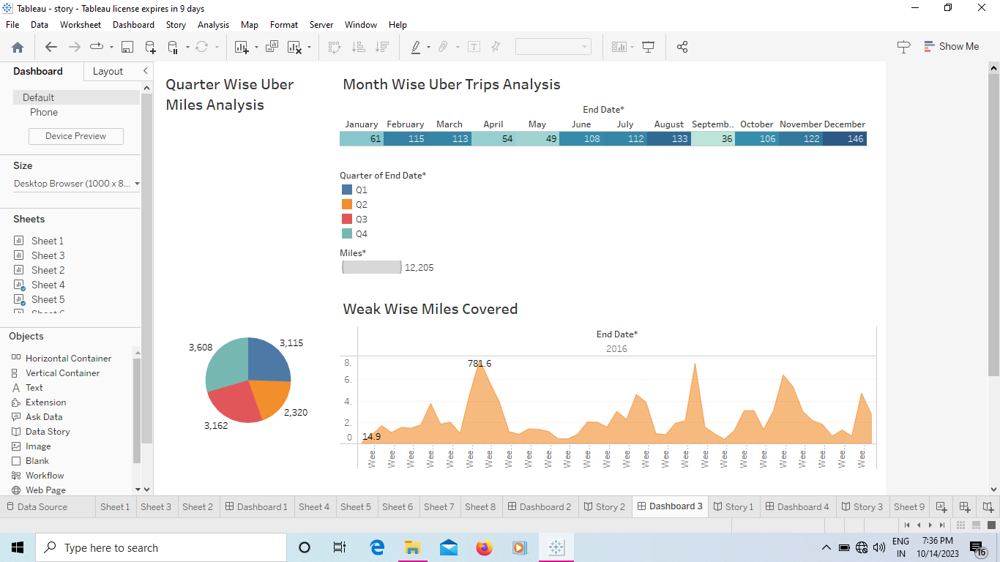 Tableau - story - Tableau license expires in 9 days
File Data Worksheet Dashboard Story Analysis Map Format Server Window Help
Show Me
Dashboard Layout
Default
Phone
Device Preview
Size
Desktop Browser (1000 x 8...
Sheets
Sheet 1
Sheet 3
Sheet 2
Sheet 4
Sheet 5
Objects
Horizontal Container
Vertical Container
Text
Extension
Ask Data
Data Story
Image
Blank
Workflow
Web Page
Quarter Wise Uber
Miles Analysis
3,608
3,115
2,320
3,162
Month Wise Uber Trips Analysis
End Date*
January February March April May June July August Septemb.. October November December
61 115 113 54 49 108 112 133 36 106 122 146
Quarter of End Date*
Q1
Q2
Q3
Q4
Miles*
12,205
Weak Wise Miles Covered
End Date*
2016
8.
6.
4.
2.
0
781.6
14.9
Wee.. Wee.. Wee.. Wee.. Wee.. Wee.. Wee.. Wee.. Wee.. Wee.. Wee.. Wee.. Wee.. Wee.. Wee.. Wee.. Wee.. Wee.. Wee.. Wee.. Wee.. Wee.. Wee.. Wee.. Wee.. Wee..
Data Source Sheet 1 Sheet 3 Sheet 2 Dashboard 1 Sheet 4 Sheet 5 Sheet 6 Sheet 7 Sheet 8 Dashboard 2 Story 2 Dashboard 3 Story 1 Dashboard 4 Story 3 Sheet 9
Type here to search
ENG
IN
7:36 PM
10/14/2023
16